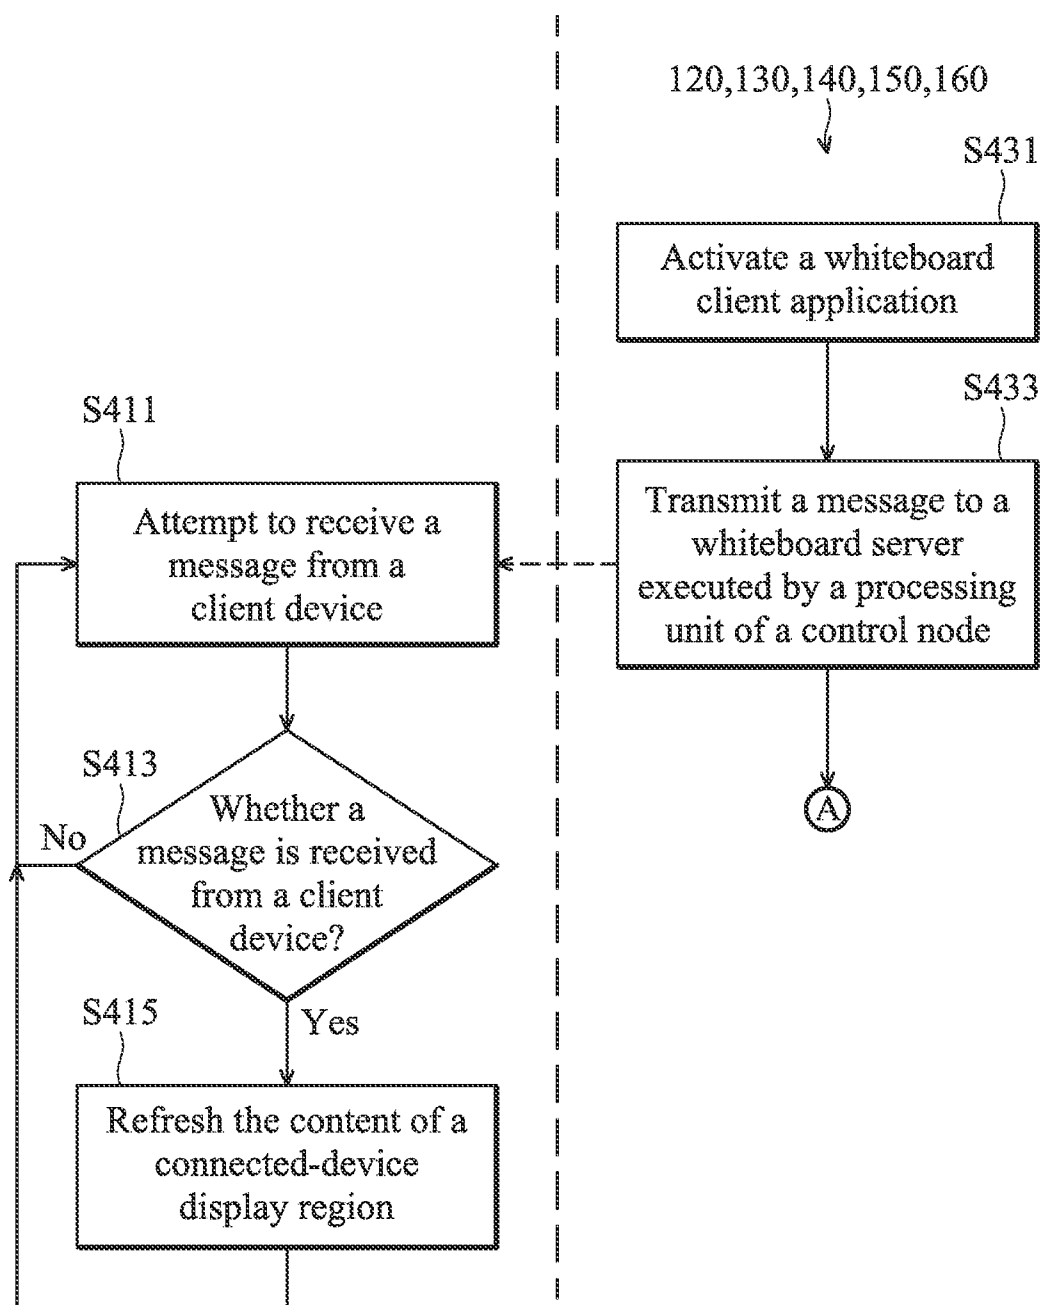 120,130,140,150,160
S431
Activate a whiteboard
client application
S433
Transmit a message to a
whiteboard server
executed by a processing
unit of a control node
A
S411
Attempt to receive a
message from a
client device
S413
No
Whether a
message is received
from a client
device?
Yes
S415
Refresh the content of a
connected-device
display region